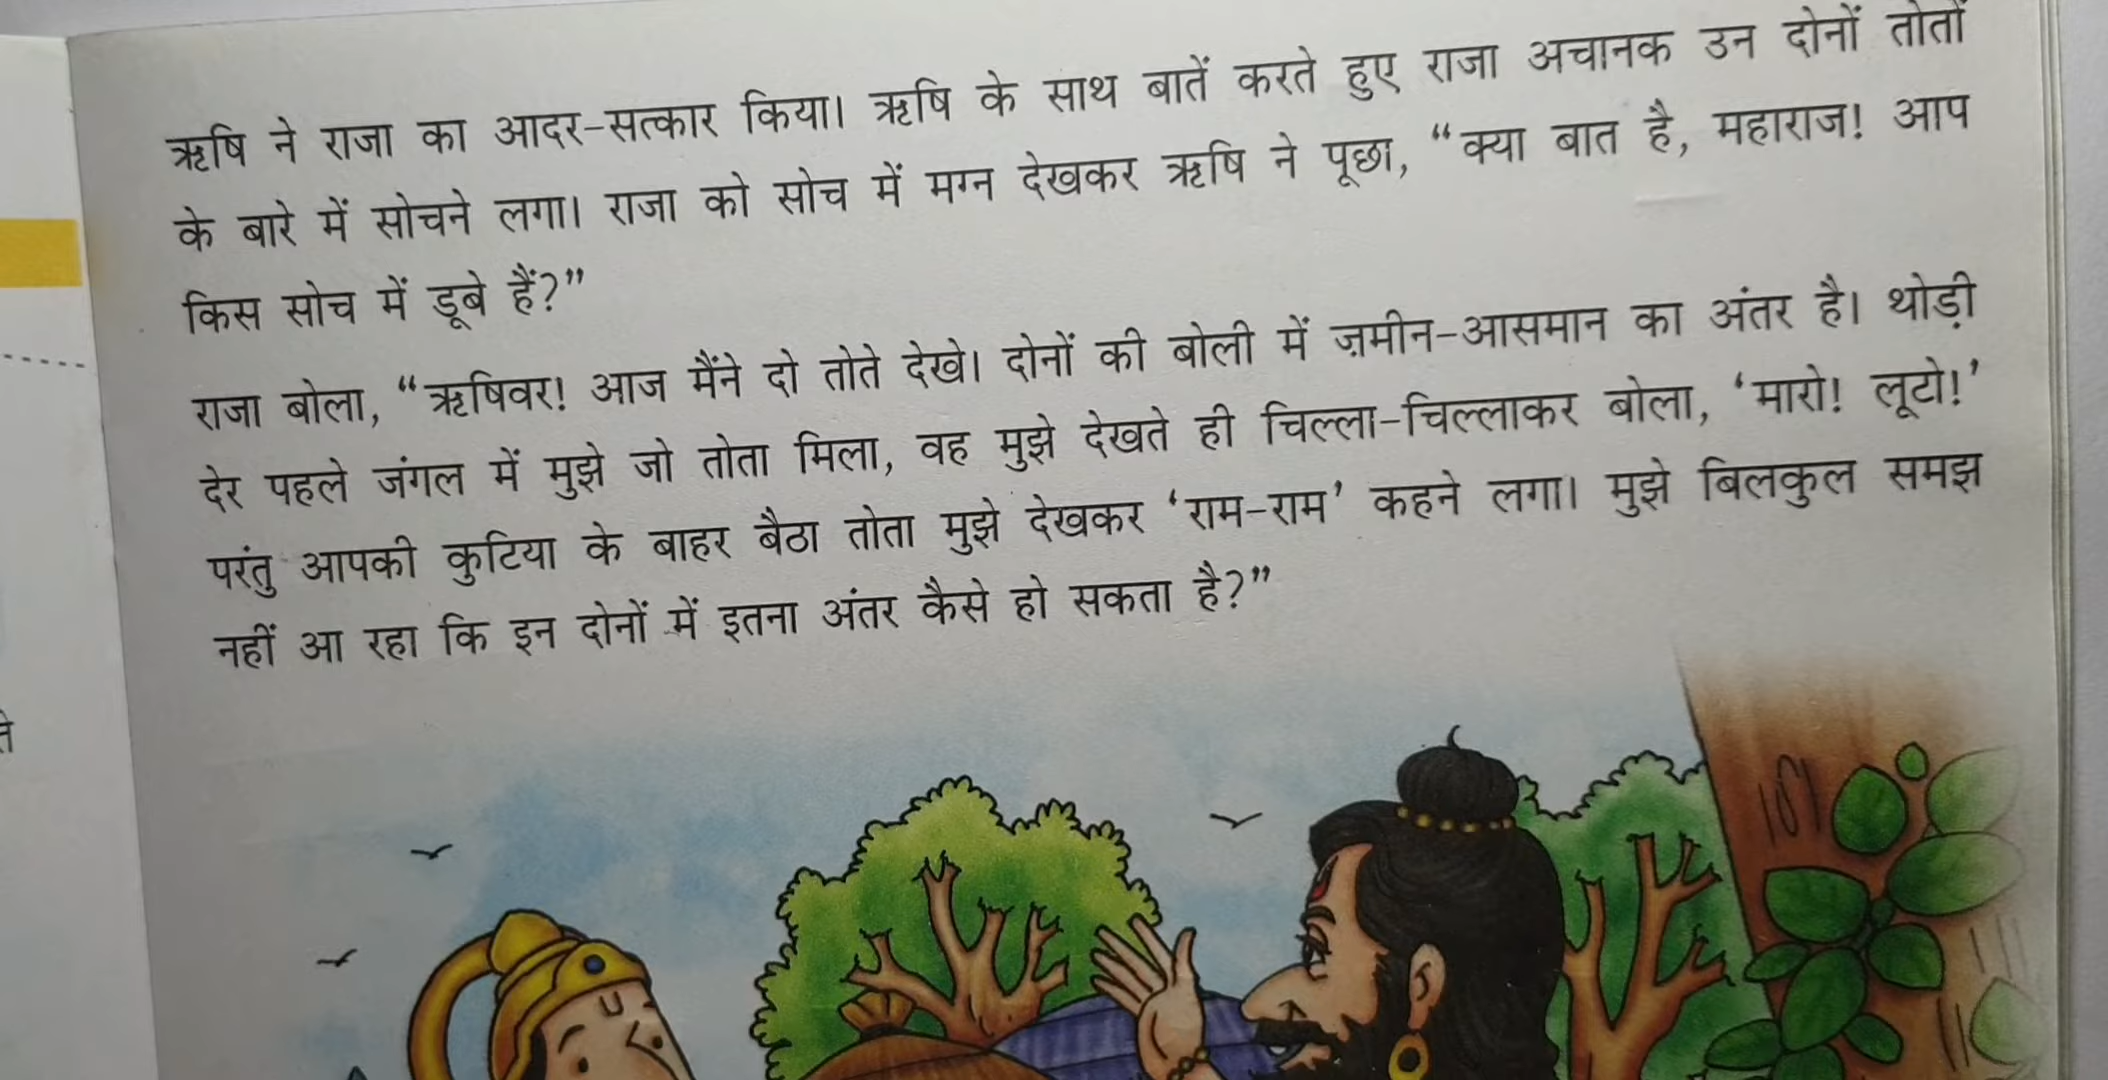 ऋषि ने राजा का आदर-सत्कार किया। ऋषि के साथ बातें करते हुए राजा अचानक उन दोनों तोतों
के बारे में सोचने लगा। राजा को सोच में मग्न देखकर ऋषि ने पूछा, “क्या बात है, महाराज! आप
किस सोच में डूबे हैं?”
राजा बोला, “ऋषिवर! आज मैंने दो तोते देखे। दोनों की बोली में ज़मीन-आसमान का अंतर है। थोड़ी
देर पहले जंगल में मुझे जो तोता मिला, वह मुझे देखते ही चिल्ला-चिल्लाकर बोला, ‘मारो! लूटो!’
परंतु आपकी कुटिया के बाहर बैठा तोता मुझे देखकर ‘राम-राम’ कहने लगा। मुझे बिलकुल समझ
नहीं आ रहा कि इन दोनों में इतना अंतर कैसे हो सकता है?”